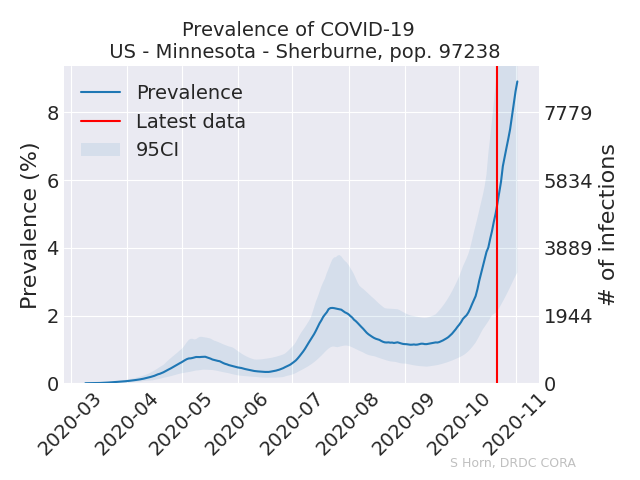 Prevalence of COVID-19
US - Minnesota - Sherburne, pop. 97238
Prevalence
Latest data
95CI
Prevalence (%)
8
6
4
2
0
7779
5834
3889
1944
0
# of infections
2020-03
2020-04
2020-05
2020-06
2020-07
2020-08
2020-09
2020-10
2020-11
S Horn, DRDC CORA